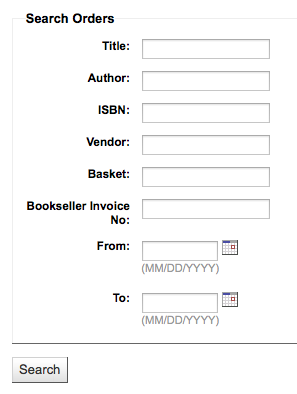 Search Orders
Title:
Author:
ISBN:
Vendor:
Basket:
Bookseller Invoice
No:
From:
(MM/DD/YYYY)
To:
(MM/DD/YYYY)
Search